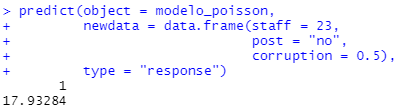 > predict(object = modelo_poisson,
+         newdata = data.frame(staff = 23,
+                              post = "no",
+                              corruption = 0.5),
+         type = "response")
       1
17.93284